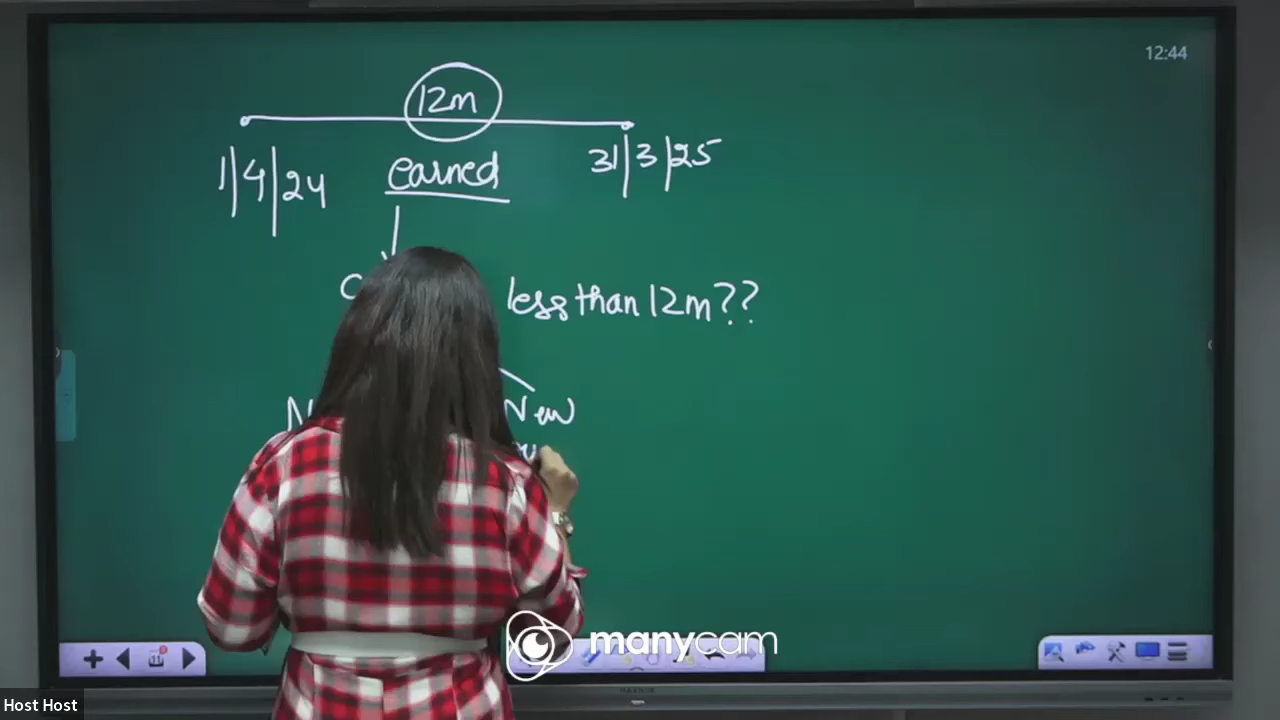 12:44
12m
1|4|24
earned
31|3|25
less than 12m??
New
manycam
Host Host